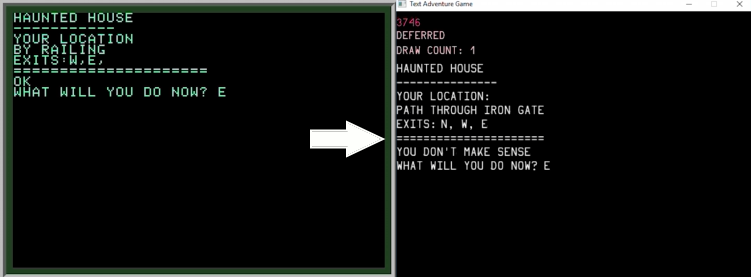 HAUNTED HOUSE
-----------
YOUR LOCATION
BY RAILING
EXITS:W,E,
======================
OK
WHAT WILL YOU DO NOW? E
Text Adventure Game
3746
DEFERRED
DRAW COUNT: 1
HAUNTED HOUSE
---------------
YOUR LOCATION:
PATH THROUGH IRON GATE
EXITS: N, W, E
======================
YOU DON'T MAKE SENSE
WHAT WILL YOU DO NOW? E